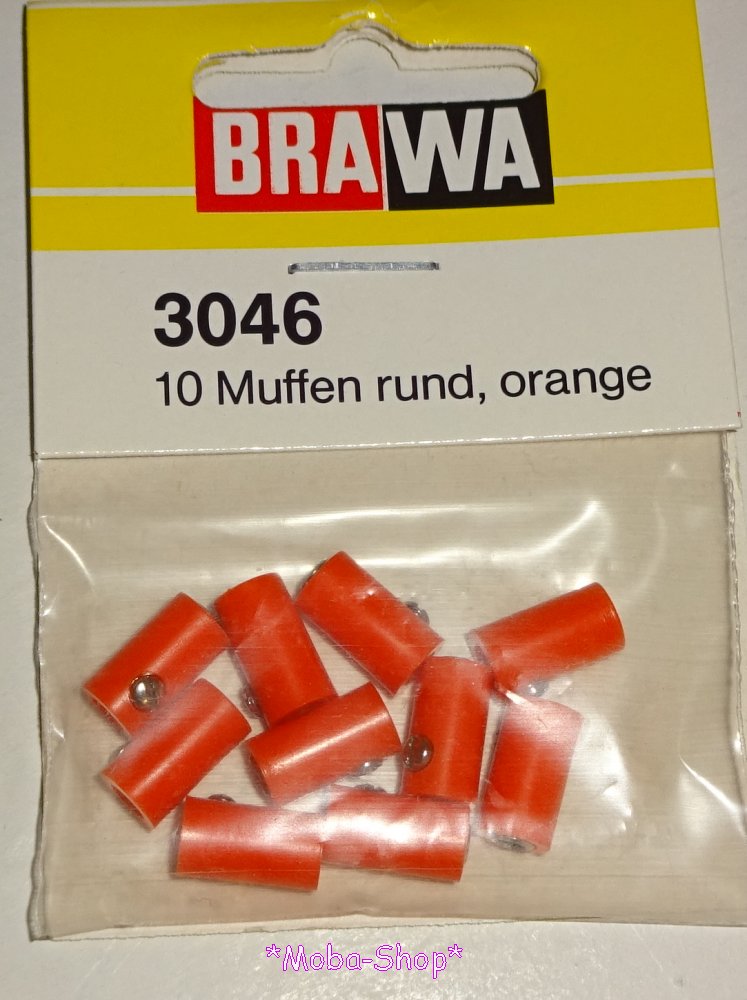 BRAWA
3046
10 Muffen rund, orange
*Moba-Shop*